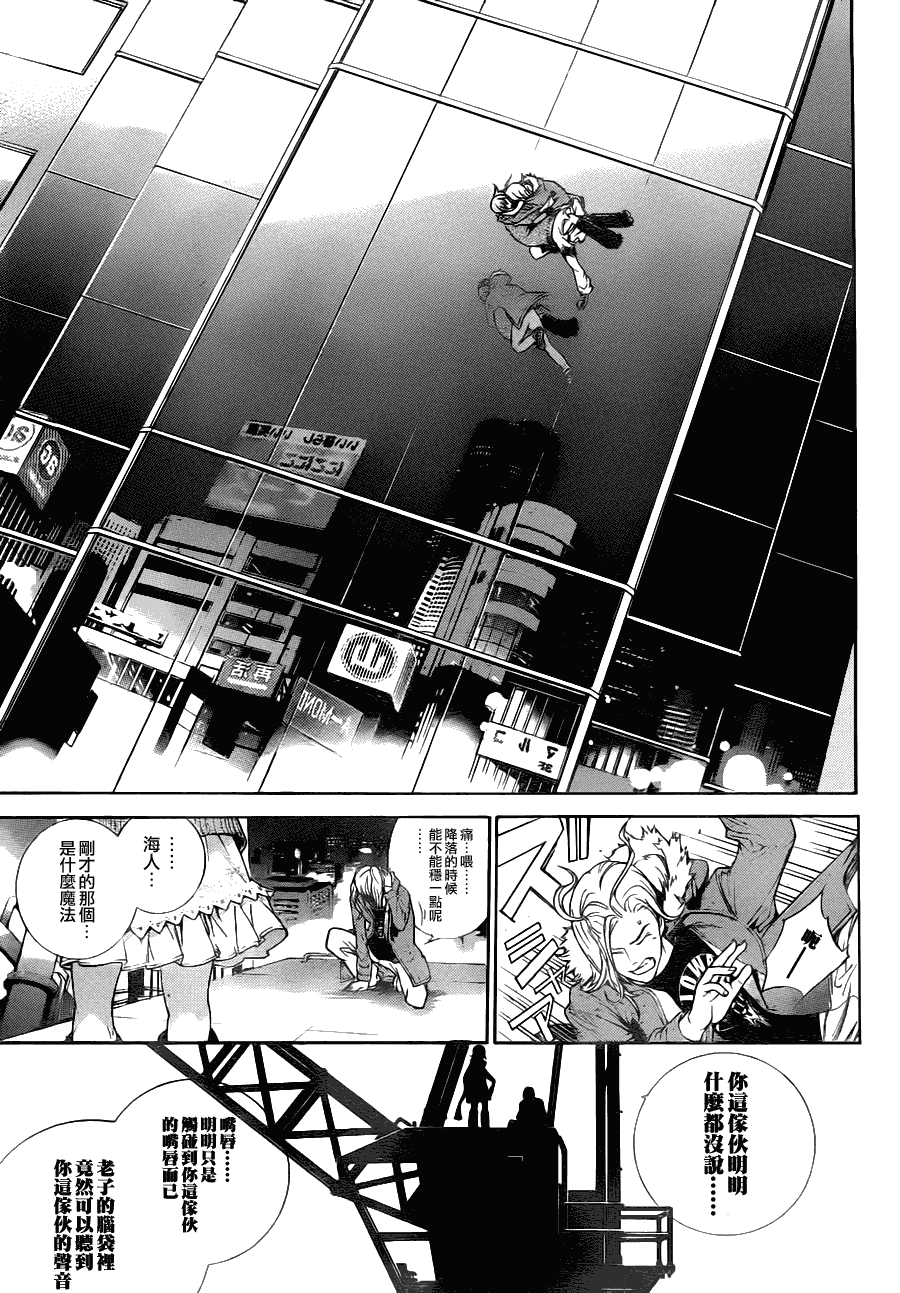 呃——
痛…喂……
降落的時候
能不能穩一點呢
……
海人…
剛才的那個
是什麼魔法
你這傢伙明明
什麼都沒說……
嘴唇……
明明只是
觸碰到你這傢伙
的嘴唇而已
老子的腦袋裡
竟然可以聽到
你這傢伙的聲音